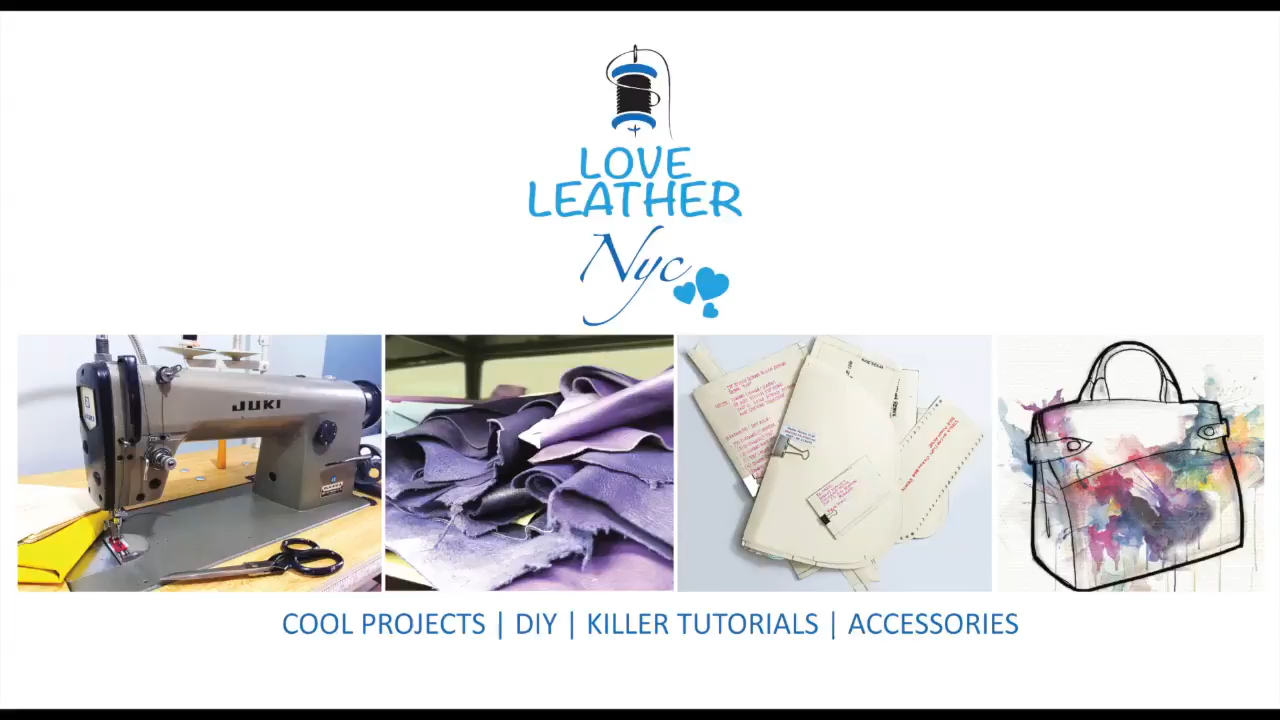 LOVE
LEATHER
Nyc
JUKI
COOL PROJECTS | DIY | KILLER TUTORIALS | ACCESSORIES